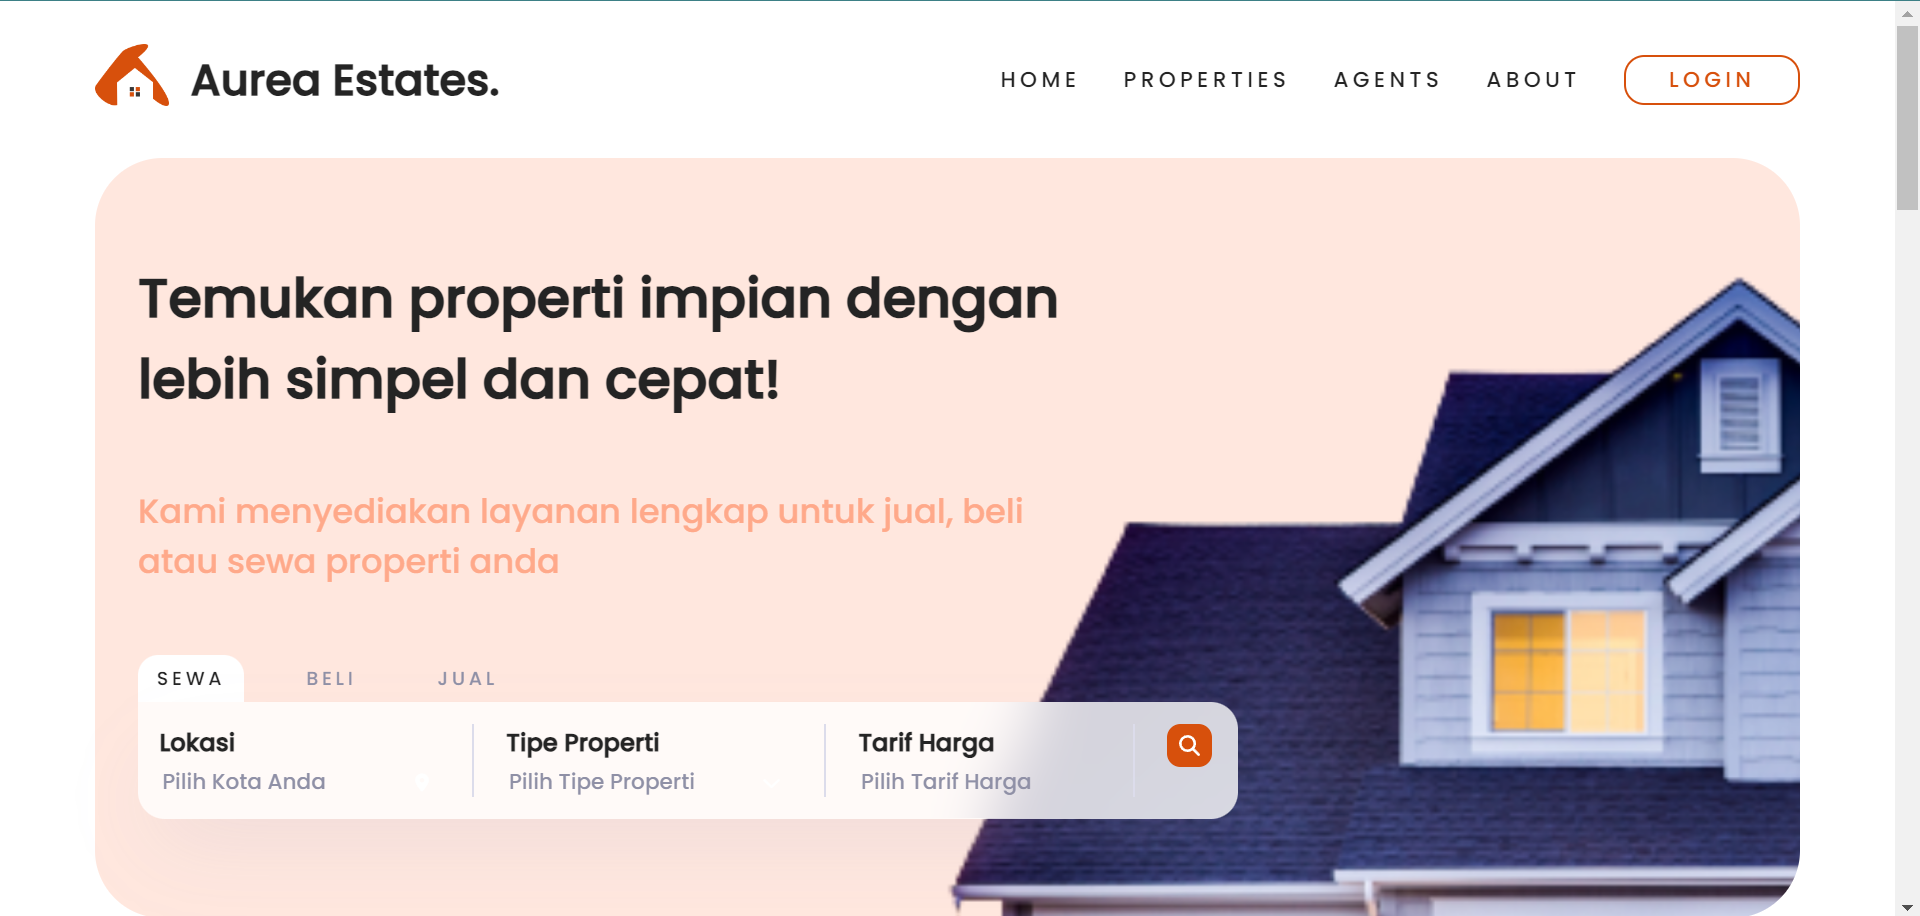 Aurea Estates.
HOME
PROPERTIES
AGENTS
ABOUT
LOGIN
Temukan properti impian dengan
lebih simpel dan cepat!
Kami menyediakan layanan lengkap untuk jual, beli
atau sewa properti anda
SEWA
BELI
JUAL
Lokasi
Pilih Kota Anda
Tipe Properti
Pilih Tipe Properti
Tarif Harga
Pilih Tarif Harga